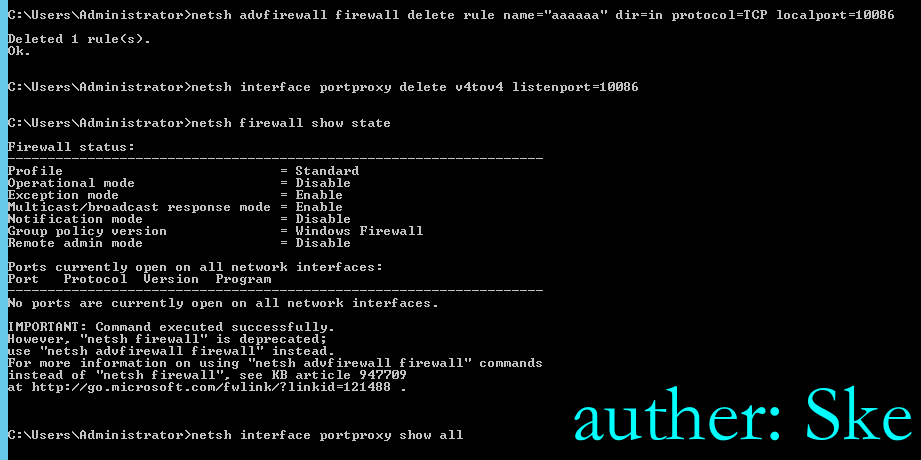 C:\Users\Administrator>netsh advfirewall firewall delete rule name="aaaaaa" dir=in protocol=TCP localport=10086
Deleted 1 rule(s).
Ok.
C:\Users\Administrator>netsh interface portproxy delete v4tov4 listenport=10086
C:\Users\Administrator>netsh firewall show state
Firewall status:
-------------------------------------------------------------------
Profile = Standard
Operational mode = Disable
Exception mode = Enable
Multicast/broadcast response mode = Enable
Notification mode = Disable
Group policy version = Windows Firewall
Remote admin mode = Disable
Ports currently open on all network interfaces:
Port Protocol Version Program
-------------------------------------------------------------------
No ports are currently open on all network interfaces.
IMPORTANT: Command executed successfully.
However, "netsh firewall" is deprecated;
use "netsh advfirewall firewall" instead.
For more information on using "netsh advfirewall firewall" commands
instead of "netsh firewall", see KB article 947709
at http://go.microsoft.com/fwlink/?linkid=121488 .
C:\Users\Administrator>netsh interface portproxy show all
auther: Ske